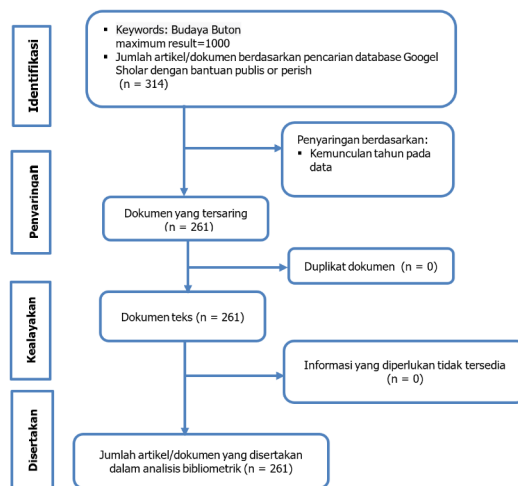 Identifikasi
▪ Keywords: Budaya Buton
maximum result=1000
▪ Jumlah artikel/dokumen berdasarkan pencarian database Googel
Sholar dengan bantuan publis or perish
(n = 314)
Penyaringan berdasarkan:
▪ Kemunculan tahun pada
data
Penyaringan
Dokumen yang tersaring
(n = 261)
Duplikat dokumen (n = 0)
Kealayakan
Dokumen teks (n = 261)
Informasi yang diperlukan tidak tersedia
(n = 0)
Disertakan
Jumlah artikel/dokumen yang disertakan
dalam analisis bibliometrik (n = 261)